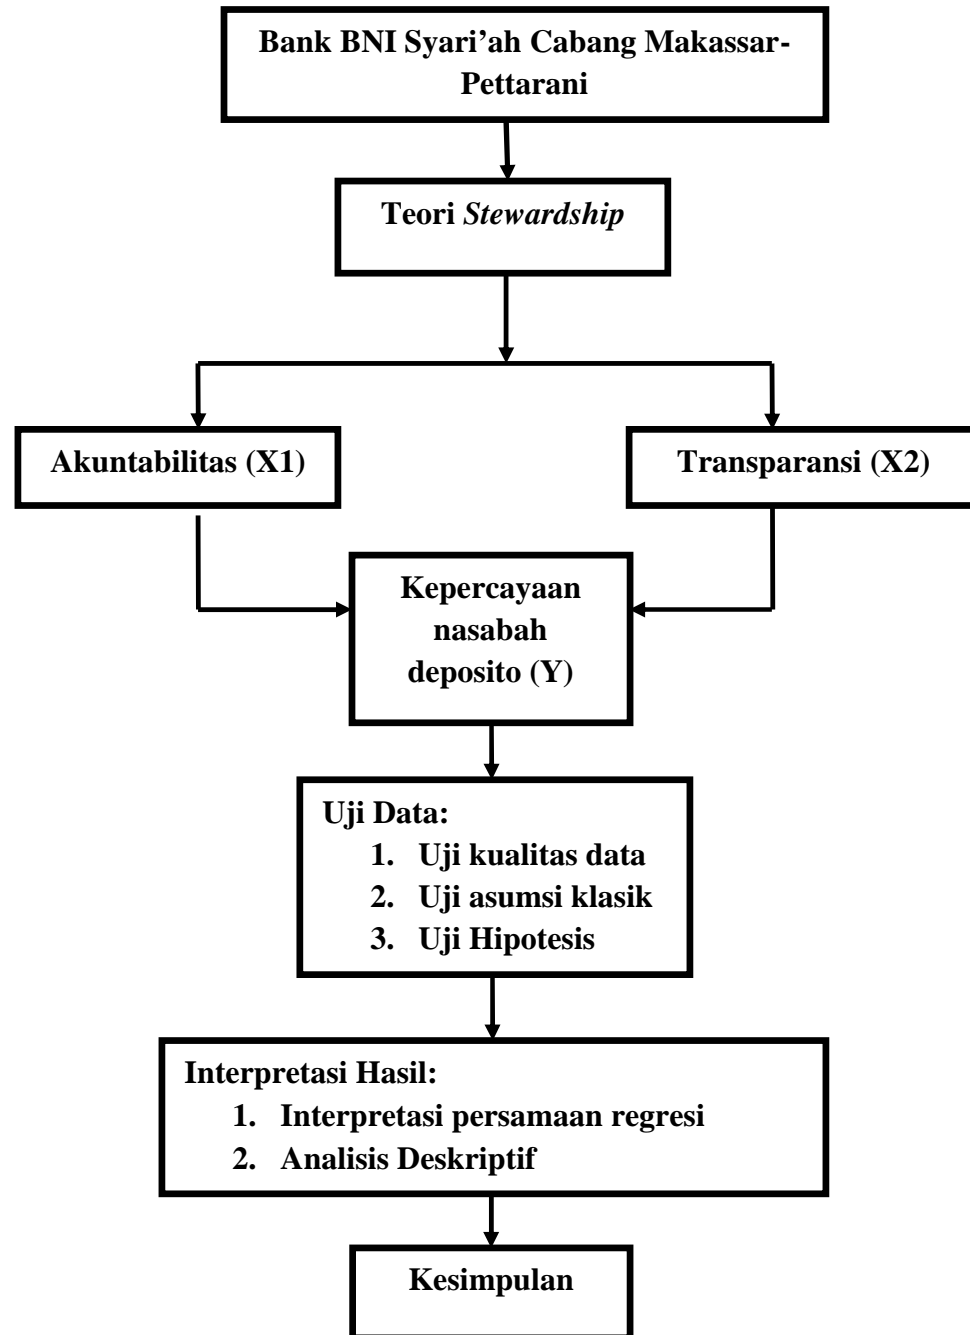 Bank BNI Syari’ah Cabang Makassar-
Pettarani
Teori Stewardship
Akuntabilitas (X1)
Transparansi (X2)
Kepercayaan
nasabah
deposito (Y)
Uji Data:
1. Uji kualitas data
2. Uji asumsi klasik
3. Uji Hipotesis
Interpretasi Hasil:
1. Interpretasi persamaan regresi
2. Analisis Deskriptif
Kesimpulan